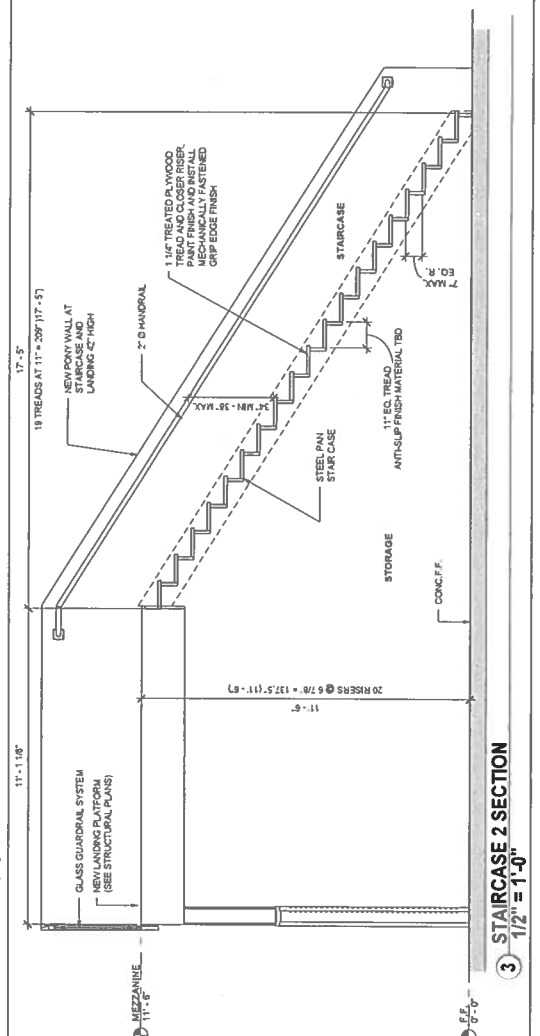 17' - 5"
19 TREADS AT 11" = 209" )17' - 5")
11' - 1 1/8"
NEW PONY WALL AT
STAIRCASE AND
LANDING 42" HIGH
2" Ø HANDRAIL
1 1/4" TREATED PLYWOOD
TREAD AND CLOSER RISER,
PAINT FINISH AND INSTALL
MECHANICALLY FASTENED
GRIP EDGE FINISH
GLASS GUARDRAIL SYSTEM
NEW LANDING PLATFORM
(SEE STRUCTURAL PLANS)
MEZZANINE
11' - 6"
34" MIN - 38" MAX
STAIRCASE
7" MAX.
EQ. R.
11" EQ. TREAD
ANTI-SLIP FINISH MATERIAL TBD
STEEL PAN
STAIR CASE
STORAGE
11' - 6"
20 RISERS @ 6 7/8" = 137.5" (11' - 6")
CONC.F.F.
F.F.
0' - 0"
3 STAIRCASE 2 SECTION
1/2" = 1'-0"